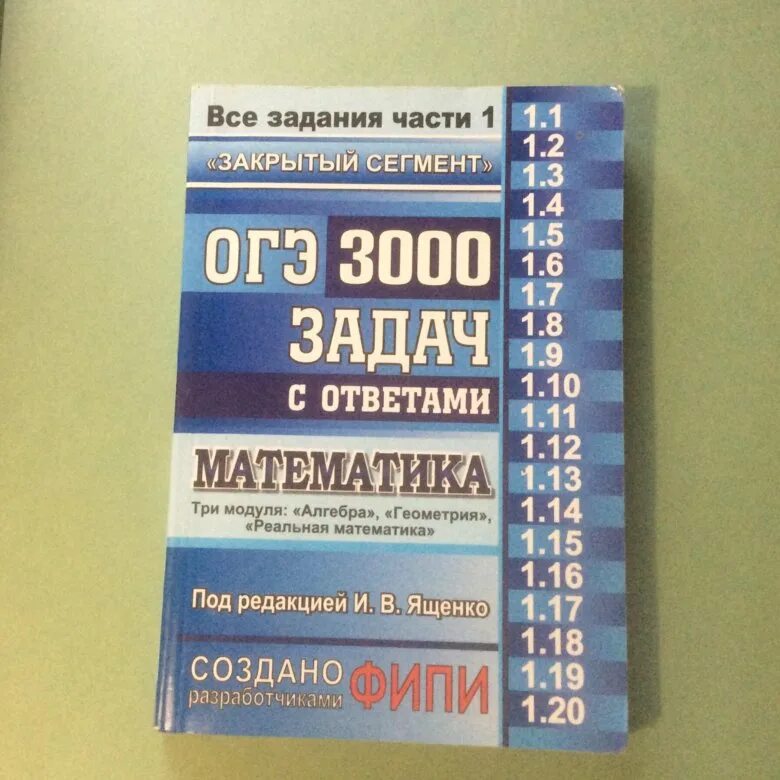 Все задания части 1
«ЗАКРЫТЫЙ СЕГМЕНТ»
ОГЭ 3000
ЗАДАЧ
С ОТВЕТАМИ
МАТЕМАТИКА
Три модуля: «Алгебра», «Геометрия»,
«Реальная математика»
Под редакцией И. В. Ященко
СОЗДАНО
разработчиками ФИПИ
1.1
1.2
1.3
1.4
1.5
1.6
1.7
1.8
1.9
1.10
1.11
1.12
1.13
1.14
1.15
1.16
1.17
1.18
1.19
1.20